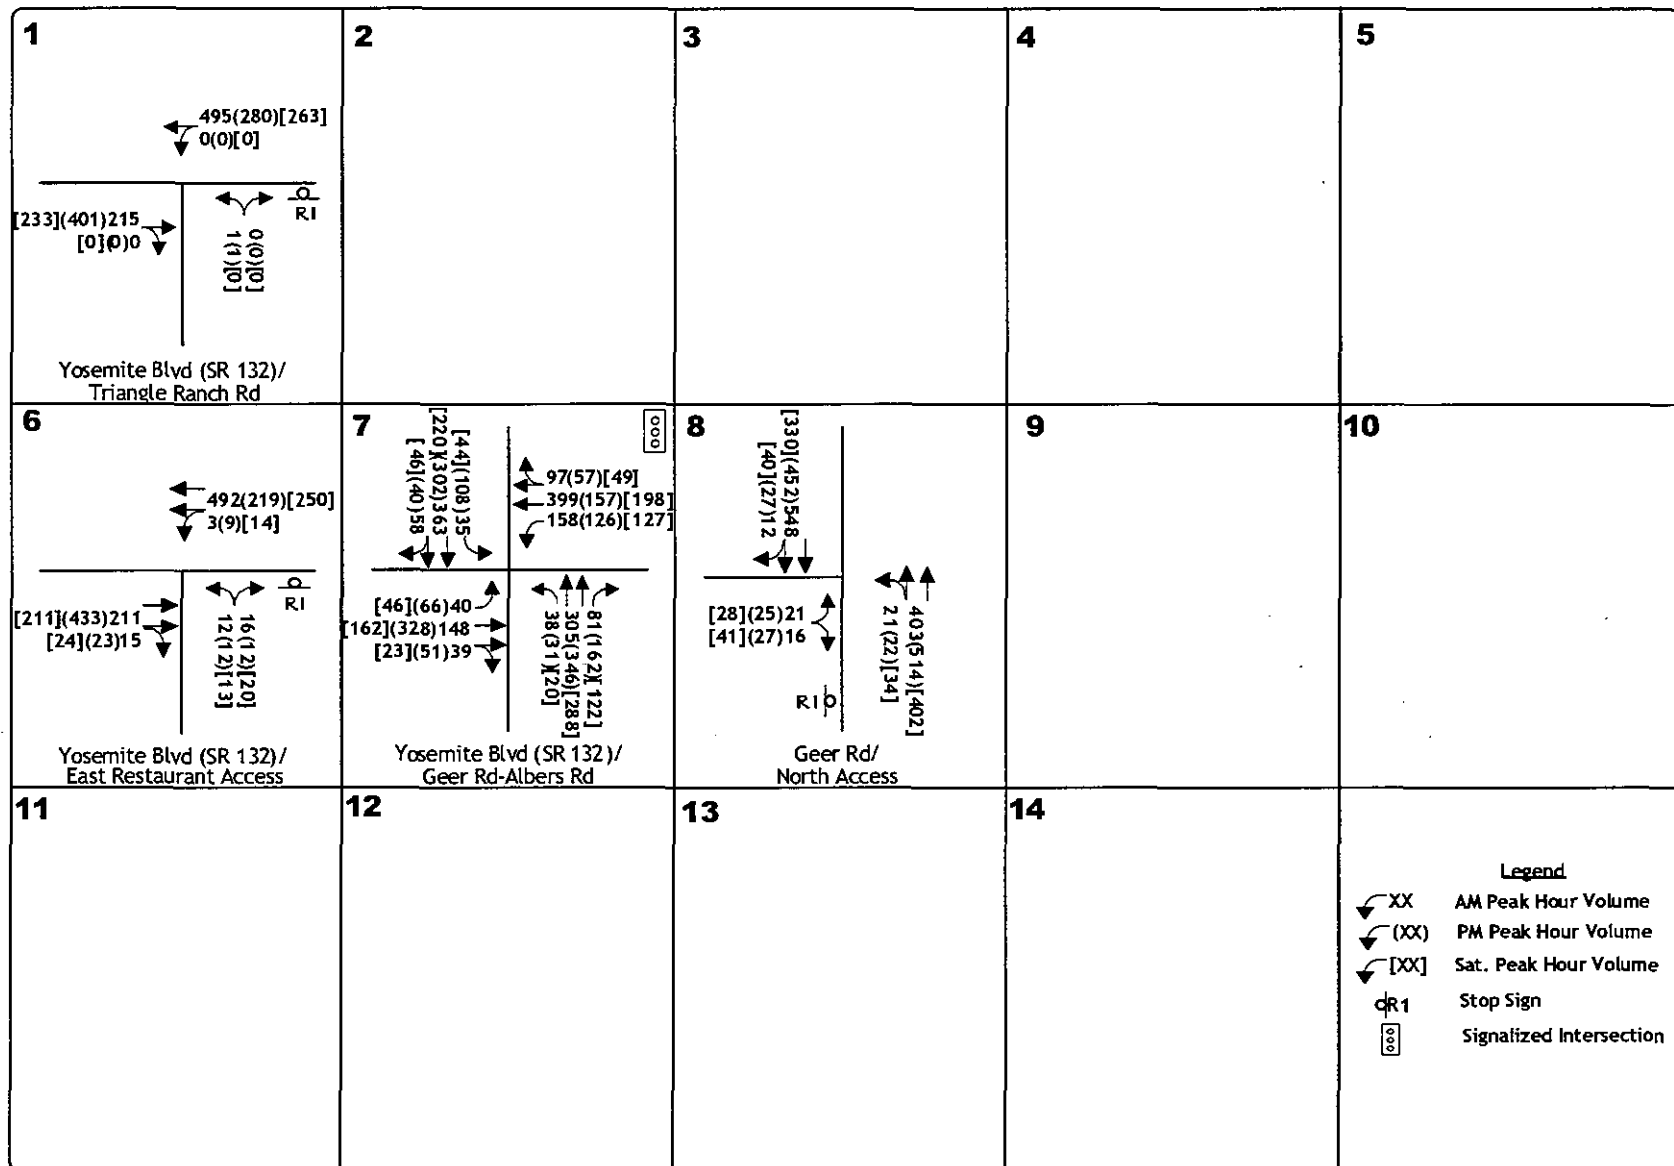 1
2
3
4
5
495(280)[263]
0(0)[0]
R1
[233](401)215
[0](0)0
0(0)[0]
1(1)[0]
Yosemite Blvd (SR 132)/
Triangle Ranch Rd
6
7
8
9
10
492(219)[250]
3(9)[14]
R1
[211](433)211
[24](23)15
16(12)[20]
12(12)[13]
Yosemite Blvd (SR 132)/
East Restaurant Access
[44](108)35
[220](302)363
[46](40)58
97(57)[49]
399(157)[198]
158(126)[127]
[46](66)40
[162](328)148
[23](51)39
81(162)[122]
305(346)[288]
38(31)[20]
Yosemite Blvd (SR 132)/
Geer Rd-Albers Rd
[330](452)548
[40](27)12
[28](25)21
[41](27)16
R1
403(514)[402]
21(22)[34]
Geer Rd/
North Access
11
12
13
14
Legend
XX AM Peak Hour Volume
(XX) PM Peak Hour Volume
[XX] Sat. Peak Hour Volume
R1 Stop Sign
Signalized Intersection